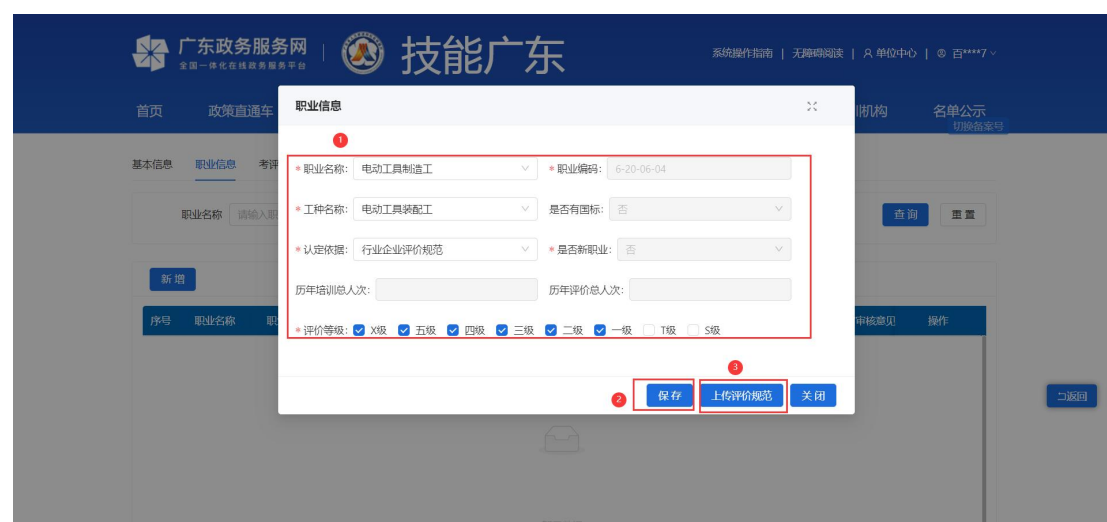 广东政务服务网 | 技能广东
全国一体化在线政务服务平台
系统操作指南 | 无障碍阅读 | 单位中心 | 百****7
首页 政策直通车 职业信息 训机构 名单公示
切换备案号
1
基本信息 职业信息 考评
* 职业名称: 电动工具制造工 * 职业编码: 6-20-06-04
职业名称 请输入职
* 工种名称: 电动工具装配工 是否有国标: 否
查询 重置
* 认定依据: 行业企业评价规范 * 是否新职业: 否
新增
历年培训总人次: 历年评价总人次:
序号 职业名称 职
* 评价等级: X级 五级 四级 三级 二级 一级 T级 S级
审核意见 操作
3
2 保存 上传评价规范 关闭
返回